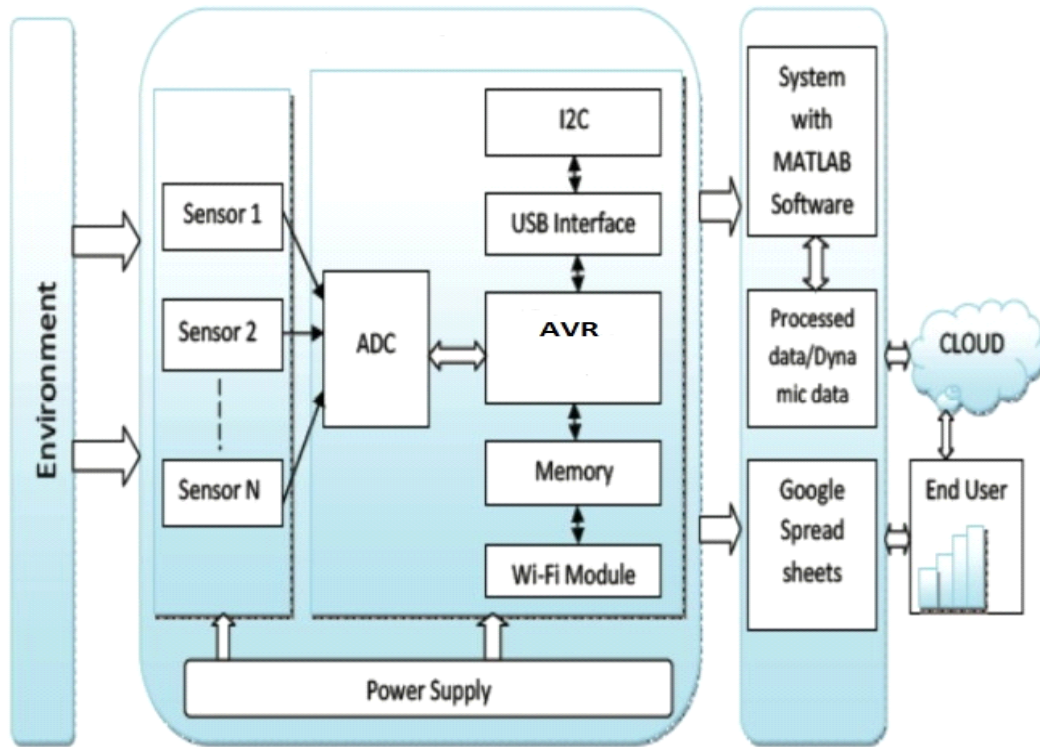 Environment
Sensor 1
Sensor 2
Sensor N
ADC
I2C
USB Interface
AVR
Memory
Wi-Fi Module
Power Supply
System
with
MATLAB
Software
Processed
data/Dyna
mic data
Google
Spread
sheets
CLOUD
End User